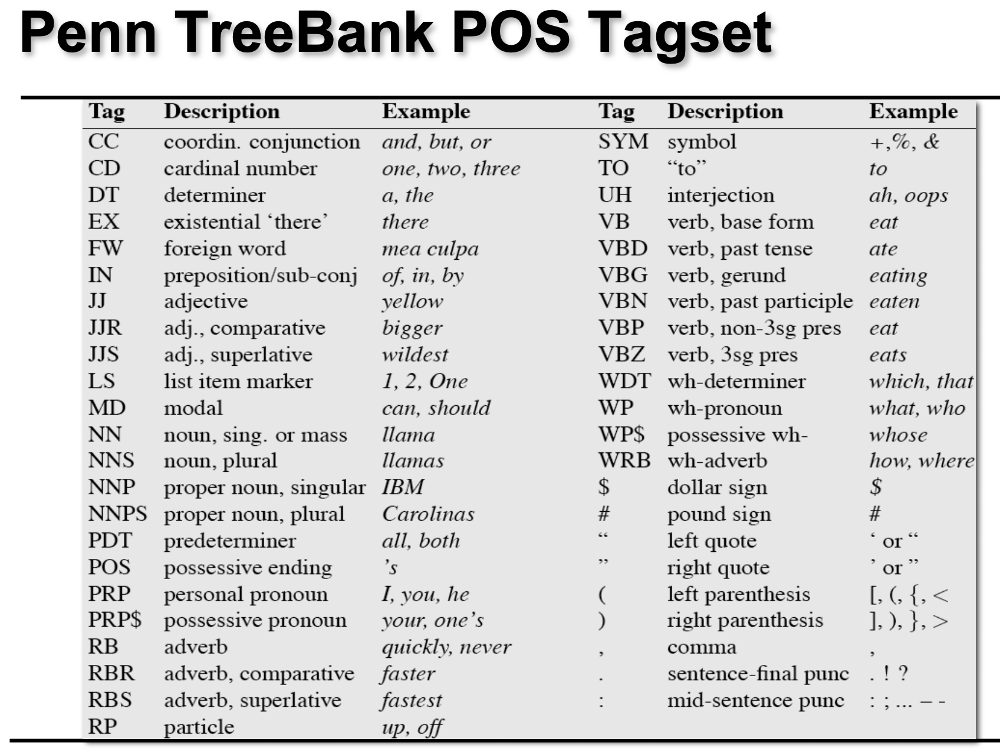 Penn TreeBank POS Tagset
Tag Description Example Tag Description Example
CC coordin. conjunction and, but, or SYM symbol +,%, &
CD cardinal number one, two, three TO “to” to
DT determiner a, the UH interjection ah, oops
EX existential ‘there’ there VB verb, base form eat
FW foreign word mea culpa VBD verb, past tense ate
IN preposition/sub-conj of, in, by VBG verb, gerund eating
JJ adjective yellow VBN verb, past participle eaten
JJR adj., comparative bigger VBP verb, non-3sg pres eat
JJS adj., superlative wildest VBZ verb, 3sg pres eats
LS list item marker 1, 2, One WDT wh-determiner which, that
MD modal can, should WP wh-pronoun what, who
NN noun, sing. or mass llama WP$ possessive wh- whose
NNS noun, plural llamas WRB wh-adverb how, where
NNP proper noun, singular IBM $ dollar sign $
NNPS proper noun, plural Carolinas # pound sign #
PDT predeterminer all, both “ left quote ‘ or “
POS possessive ending ’s ” right quote ’ or ”
PRP personal pronoun I, you, he ( left parenthesis [, (, {, <
PRP$ possessive pronoun your, one’s ) right parenthesis ], ), }, >
RB adverb quickly, never , comma ,
RBR adverb, comparative faster . sentence-final punc . ! ?
RBS adverb, superlative fastest : mid-sentence punc : ; ... – -
RP particle up, off